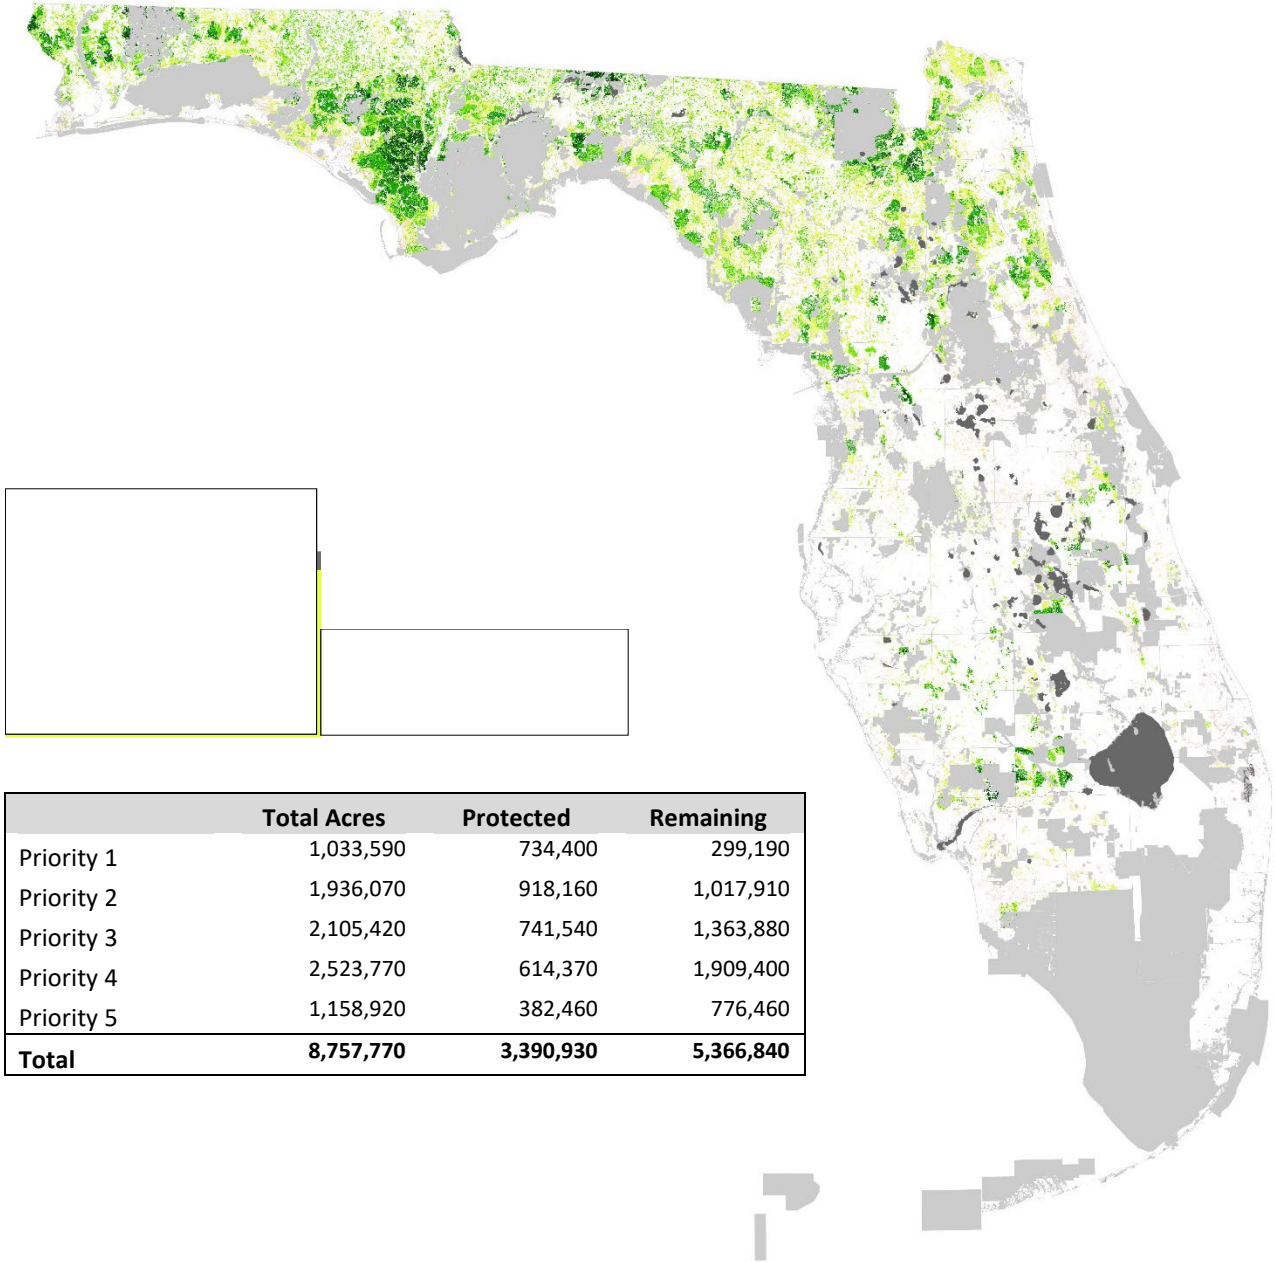 Total Acres Protected Remaining
Priority 1 1,033,590 734,400 299,190
Priority 2 1,936,070 918,160 1,017,910
Priority 3 2,105,420 741,540 1,363,880
Priority 4 2,523,770 614,370 1,909,400
Priority 5 1,158,920 382,460 776,460
Total 8,757,770 3,390,930 5,366,840